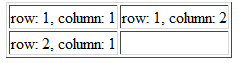 row: 1, column: 1 row: 1, column: 2
row: 2, column: 1